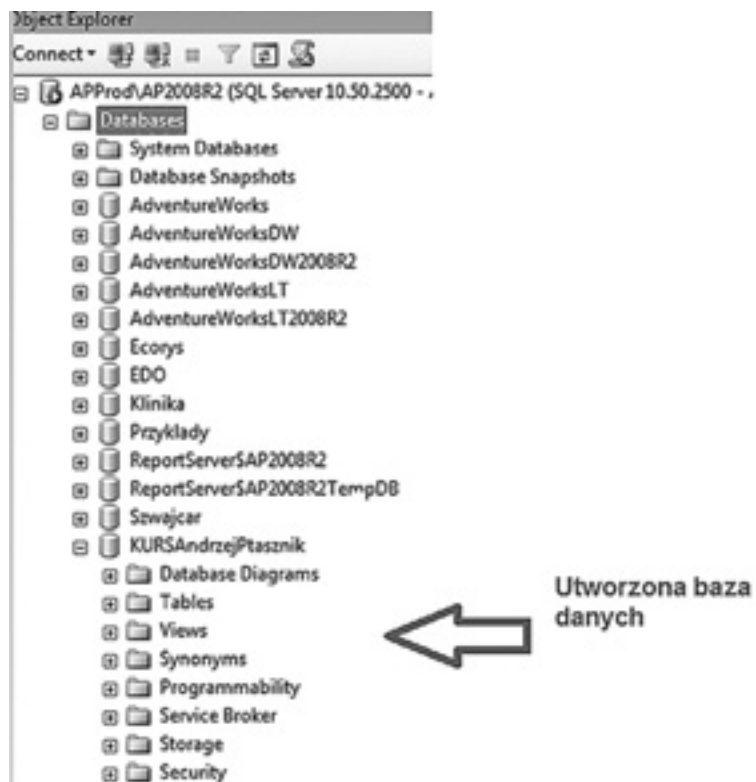 Object Explorer
Connect
APProd\AP2008R2 (SQL Server 10.50.2500 -
Databases
System Databases
Database Snapshots
AdventureWorks
AdventureWorksDW
AdventureWorksDW2008R2
AdventureWorksLT
AdventureWorksLT2008R2
Ecorys
EDO
Klinika
Przyklady
ReportServer$AP2008R2
ReportServer$AP2008R2TempDB
Szwajcar
KURSAndrzejPtasznik
Database Diagrams
Tables
Views
Synonyms
Programmability
Service Broker
Storage
Security
Utworzona baza
danych